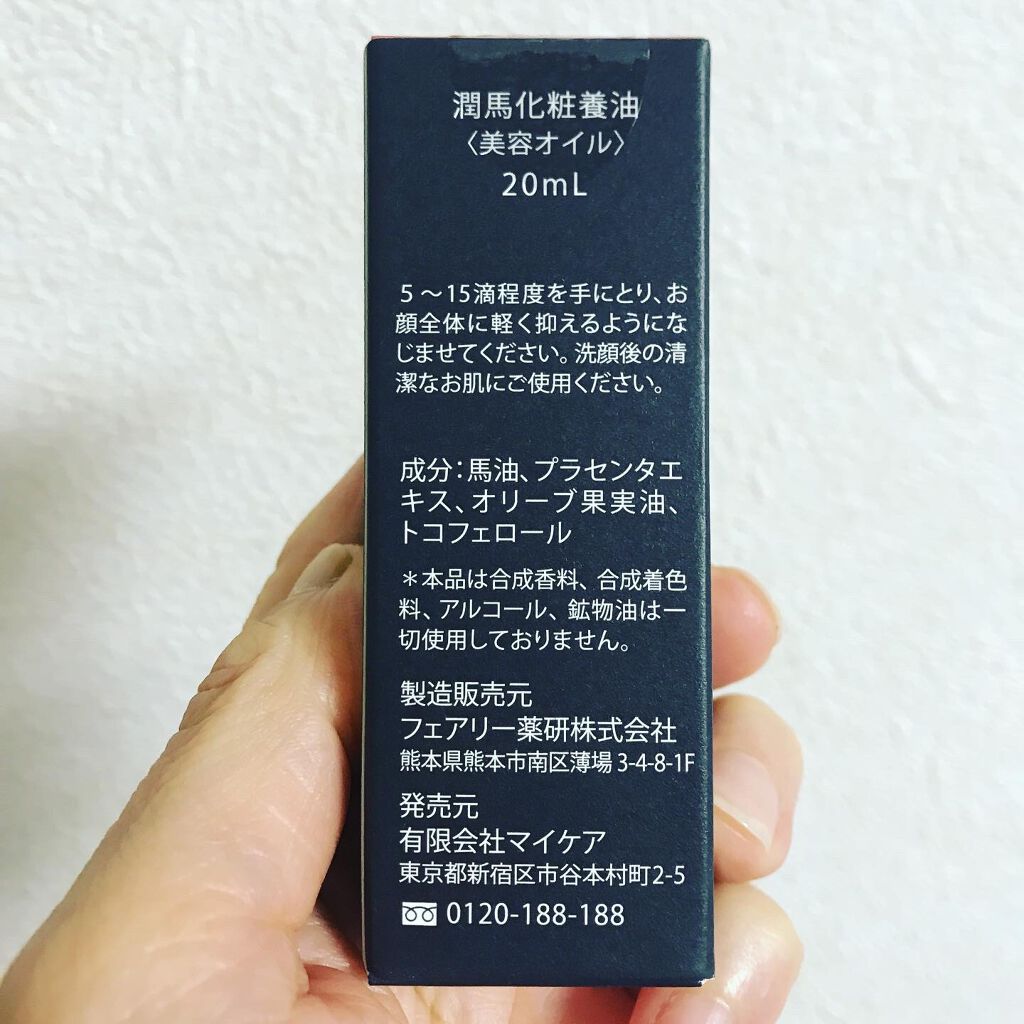 潤馬化粧養油
〈美容オイル〉
20mL
5～15滴程度を手にとり、お
顔全体に軽く抑えるようにな
じませてください。洗顔後の清
潔なお肌にご使用ください。
成分：馬油、プラセンタエ
キス、オリーブ果実油、
トコフェロール
＊本品は合成香料、合成着色
料、アルコール、鉱物油は一
切使用しておりません。
製造販売元
フェアリー薬研株式会社
熊本県熊本市南区薄場3-4-8-1F
発売元
有限会社マイケア
東京都新宿区市谷本村町2-5
0120-188-188